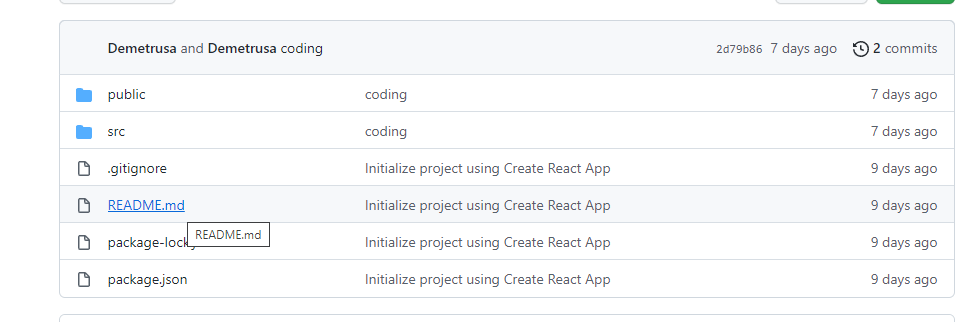 Demetrusa and Demetrusa coding 2d79b86 7 days ago 2 commits
public coding 7 days ago
src coding 7 days ago
.gitignore Initialize project using Create React App 9 days ago
README.md Initialize project using Create React App 9 days ago
README.md
package-lock Initialize project using Create React App 9 days ago
package.json Initialize project using Create React App 9 days ago